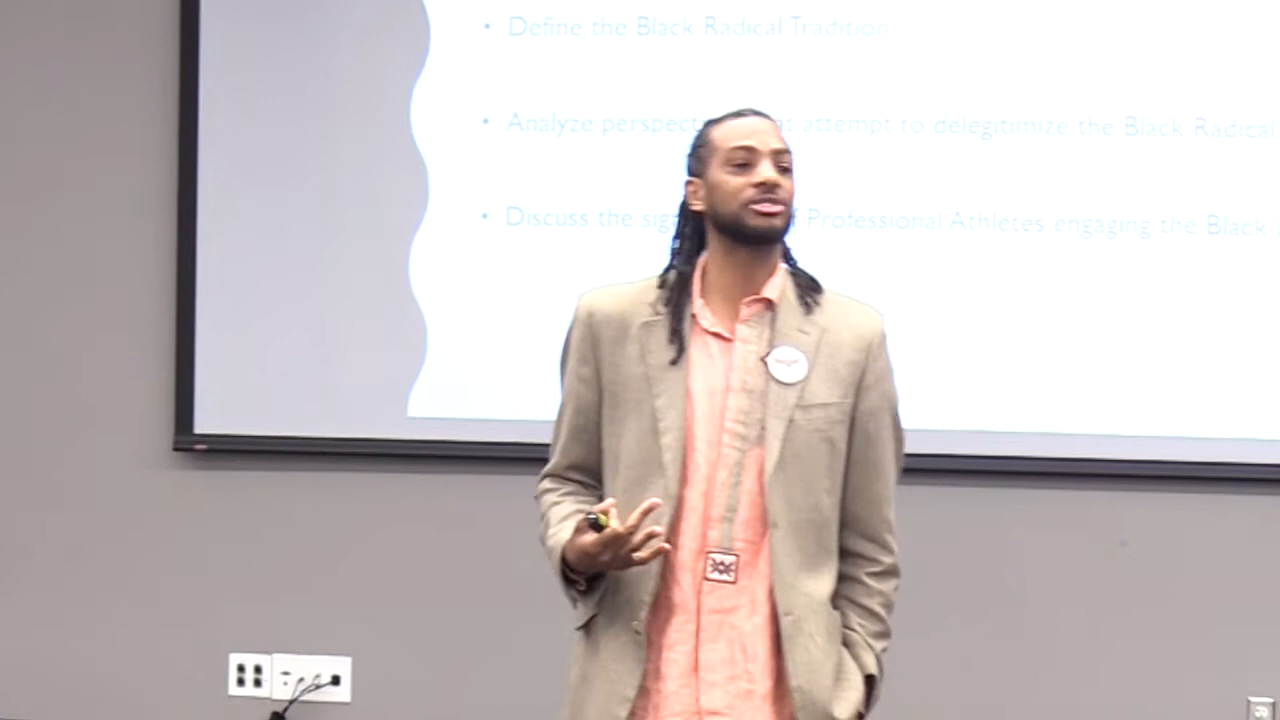 • Define the Black Radical Tradition
• Analyze perspect at attempt to delegitimize the Black Radical
• Discuss the sig f Professional Athletes engaging the Black